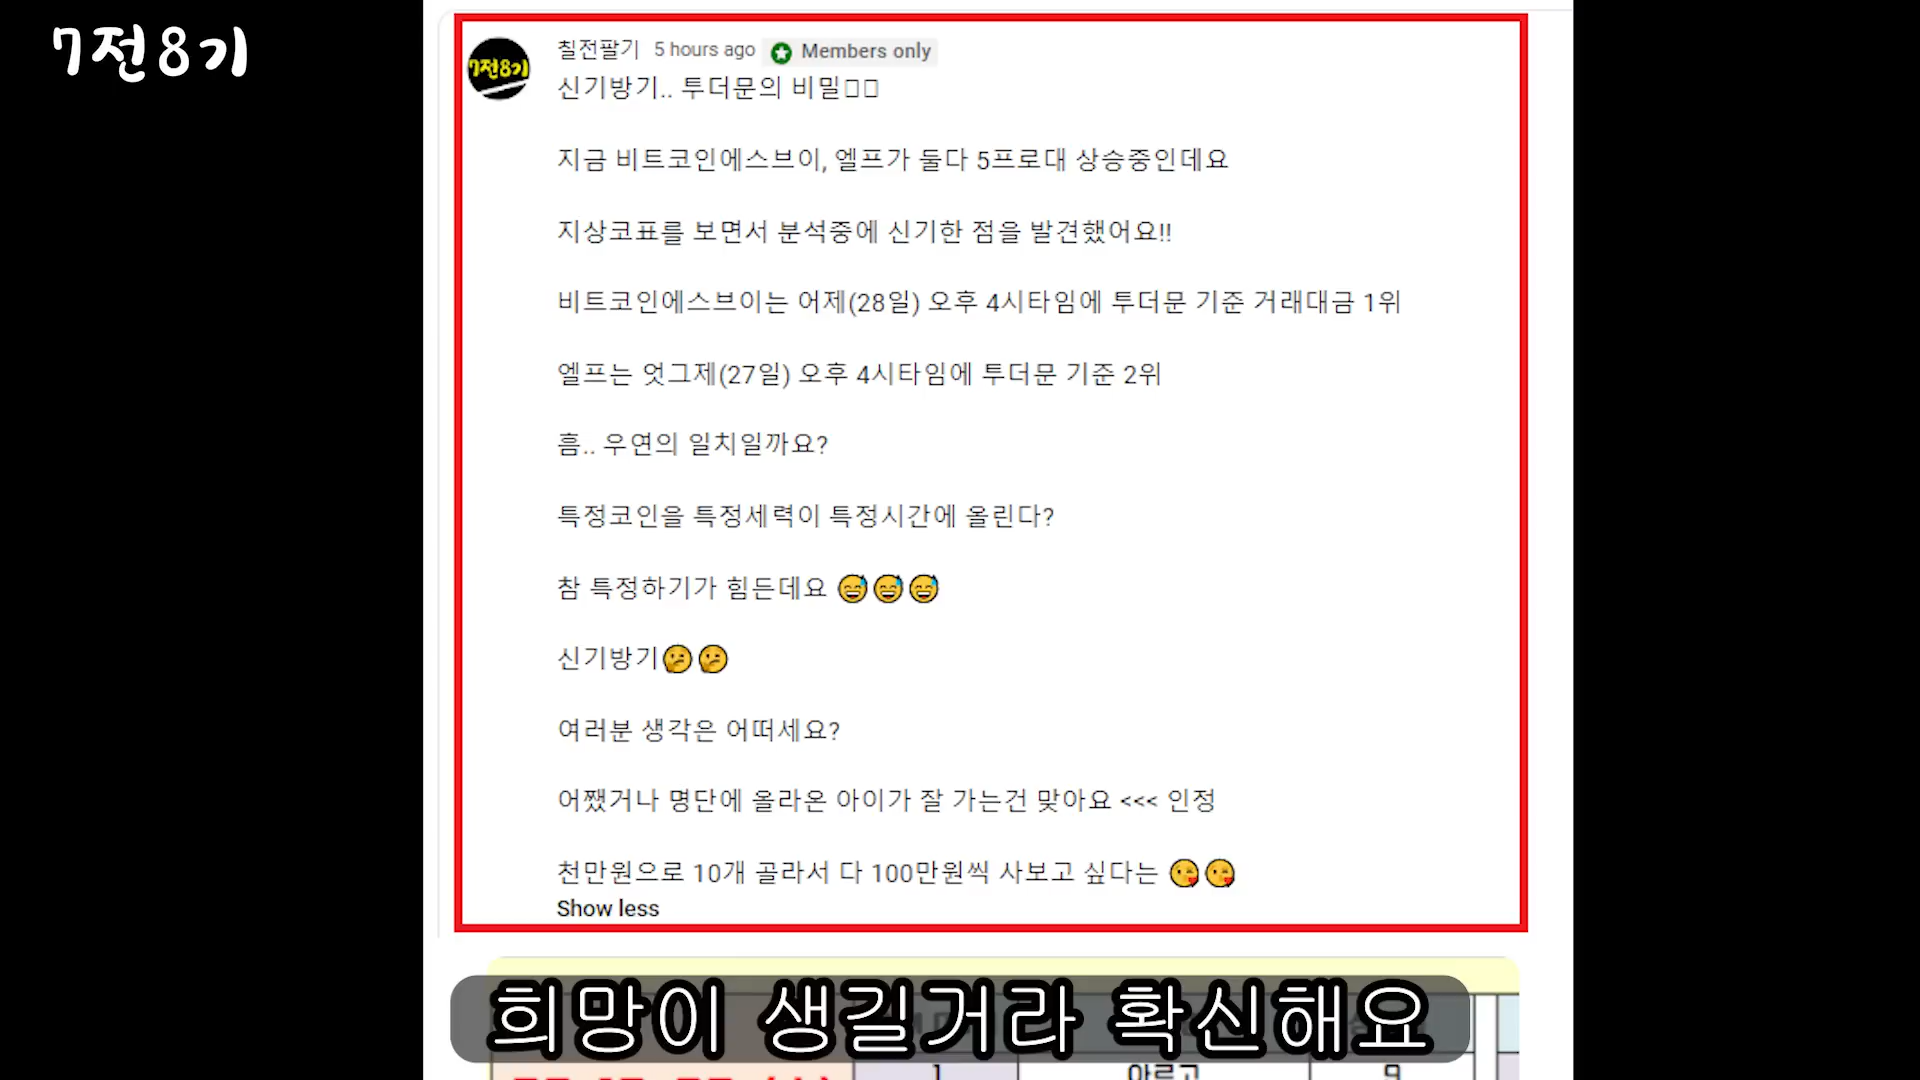 7전8기
7전8기
칠전팔기 5 hours ago Members only
신기방기.. 투더문의 비밀
지금 비트코인에스브이, 엘프가 둘다 5프로대 상승중인데요
지상코표를 보면서 분석중에 신기한 점을 발견했어요!!
비트코인에스브이는 어제(28일) 오후 4시타임에 투더문 기준 거래대금 1위
엘프는 엇그제(27일) 오후 4시타임에 투더문 기준 2위
흠.. 우연의 일치일까요?
특정코인을 특정세력이 특정시간에 올린다?
참 특정하기가 힘든데요 😅😅😅
신기방기🤔🤔
여러분 생각은 어떠세요?
어쨌거나 명단에 올라온 아이가 잘 가는건 맞아요 <<< 인정
천만원으로 10개 골라서 다 100만원씩 사보고 싶다는 😘😘
Show less
희망이 생길거라 확신해요
1 아르고 9